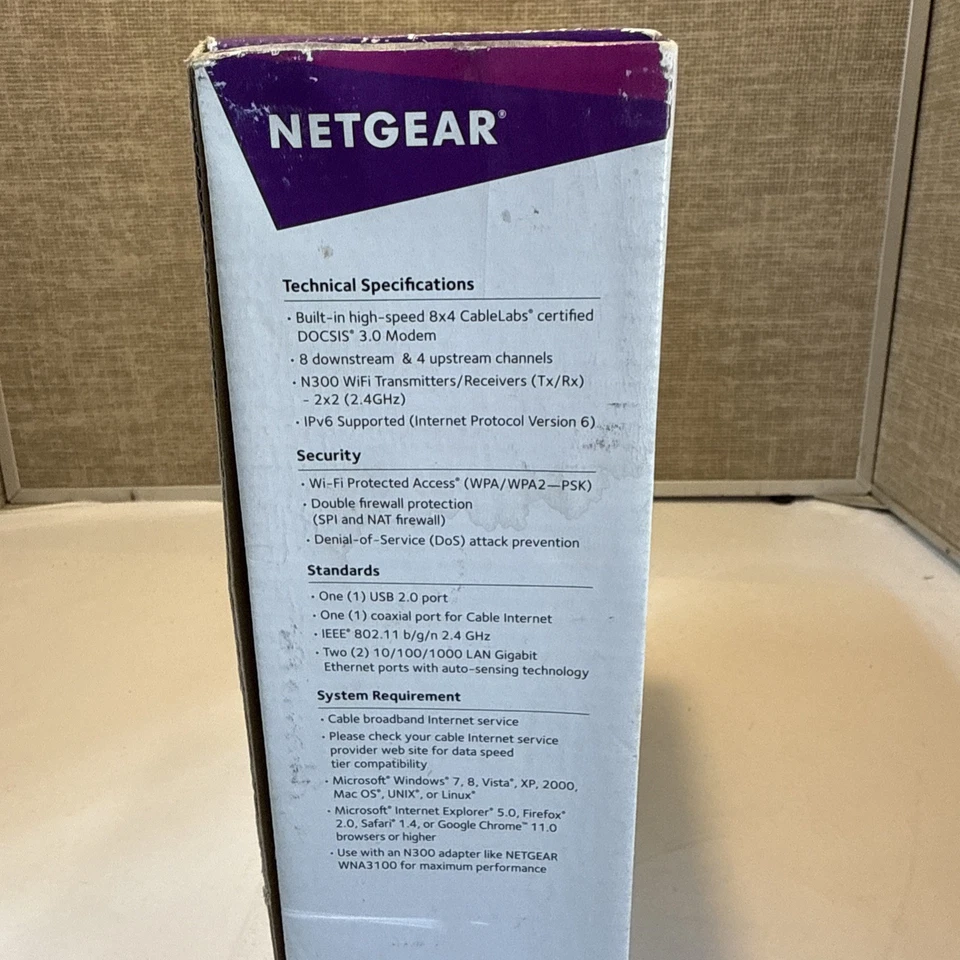 NETGEAR®
Technical Specifications
• Built-in high-speed 8x4 CableLabs® certified
DOCSIS® 3.0 Modem
• 8 downstream & 4 upstream channels
• N300 WiFi Transmitters/Receivers (Tx/Rx)
- 2x2 (2.4GHz)
• IPv6 Supported (Internet Protocol Version 6)
Security
• Wi-Fi Protected Access® (WPA/WPA2—PSK)
• Double firewall protection
(SPI and NAT firewall)
• Denial-of-Service (DoS) attack prevention
Standards
• One (1) USB 2.0 port
• One (1) coaxial port for Cable Internet
• IEEE® 802.11 b/g/n 2.4 GHz
• Two (2) 10/100/1000 LAN Gigabit
Ethernet ports with auto-sensing technology
System Requirement
• Cable broadband Internet service
• Please check your cable Internet service
provider web site for data speed
tier compatibility
• Microsoft® Windows® 7, 8, Vista®, XP, 2000,
Mac OS®, UNIX®, or Linux®
• Microsoft® Internet Explorer® 5.0, Firefox®
2.0, Safari® 1.4, or Google Chrome™ 11.0
browsers or higher
• Use with an N300 adapter like NETGEAR
WNA3100 for maximum performance